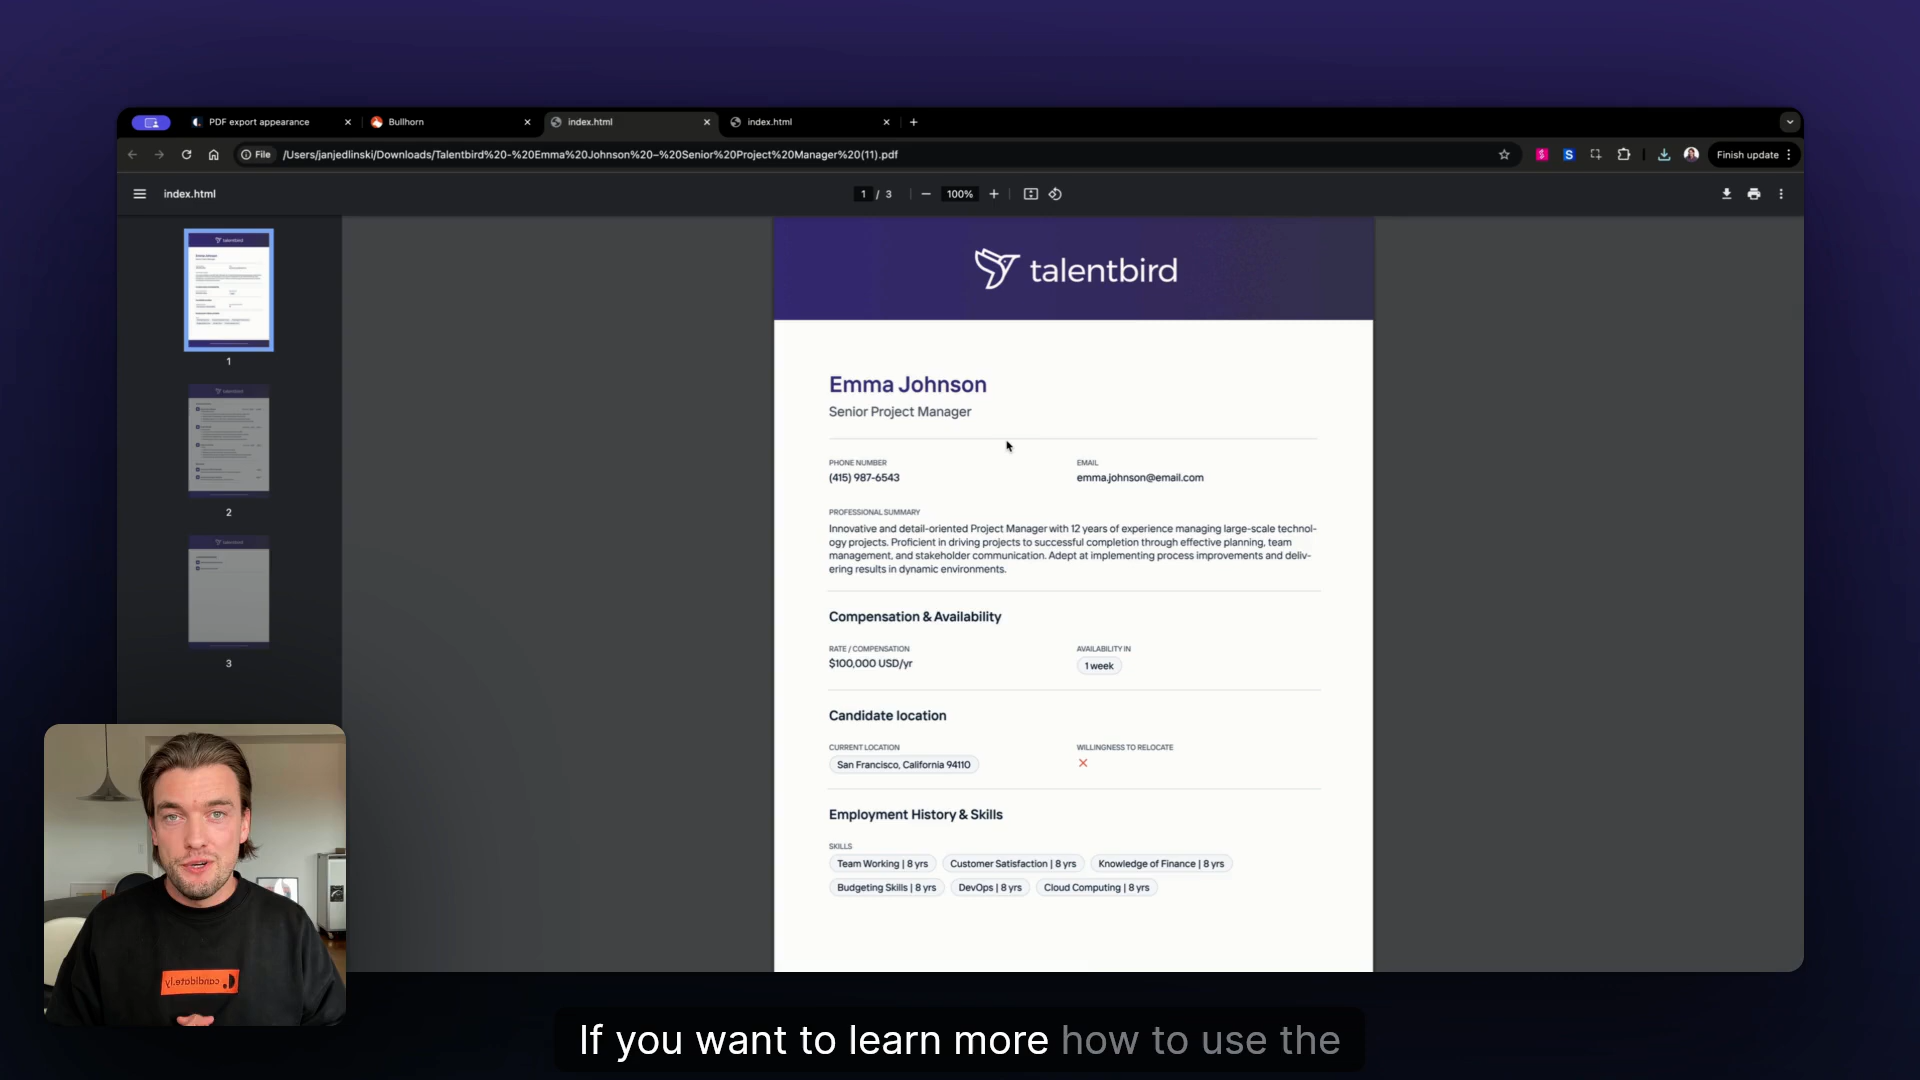 PDF export appearance
Bullhorn
index.html
index.html
File
/Users/janjedlinski/Downloads/Talentbird%20-%20Emma%20Johnson%20–%20Senior%20Project%20Manager%20(11).pdf
Finish update
index.html
1 / 3
100%
talentbird
Emma Johnson
Senior Project Manager
PHONE NUMBER
(415) 987-6543
EMAIL
emma.johnson@email.com
PROFESSIONAL SUMMARY
Innovative and detail-oriented Project Manager with 12 years of experience managing large-scale technol-
ogy projects. Proficient in driving projects to successful completion through effective planning, team
management, and stakeholder communication. Adept at implementing process improvements and deliv-
ering results in dynamic environments.
Compensation & Availability
RATE / COMPENSATION
$100,000 USD/yr
AVAILABILITY IN
1 week
Candidate location
CURRENT LOCATION
San Francisco, California 94110
WILLINGNESS TO RELOCATE
Employment History & Skills
SKILLS
Team Working | 8 yrs
Customer Satisfaction | 8 yrs
Knowledge of Finance | 8 yrs
Budgeting Skills | 8 yrs
DevOps | 8 yrs
Cloud Computing | 8 yrs
1
2
3
candidate.ly
If you want to learn more how to use the